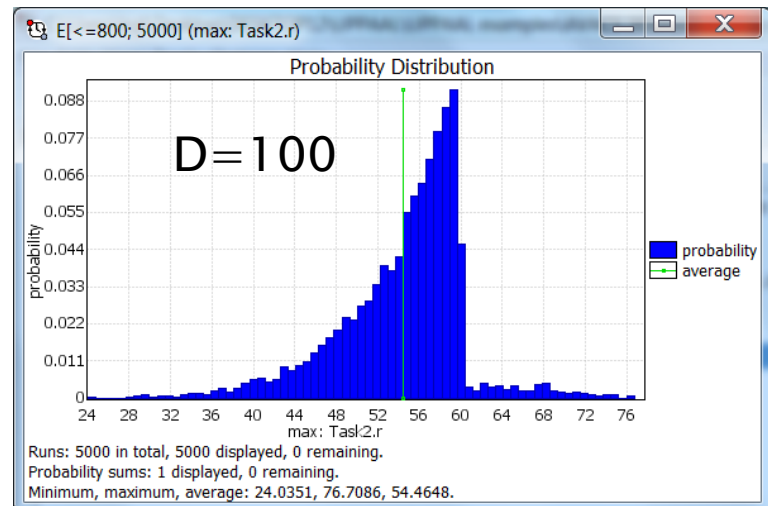 E[<=800; 5000] (max: Task2.r)
Probability Distribution
D=100
probability
0.088
0.077
0.066
0.055
0.044
0.033
0.022
0.011
0
24 28 32 36 40 44 48 52 56 60 64 68 72 76
max: Task2.r
probability
average
Runs: 5000 in total, 5000 displayed, 0 remaining.
Probability sums: 1 displayed, 0 remaining.
Minimum, maximum, average: 24.0351, 76.7086, 54.4648.